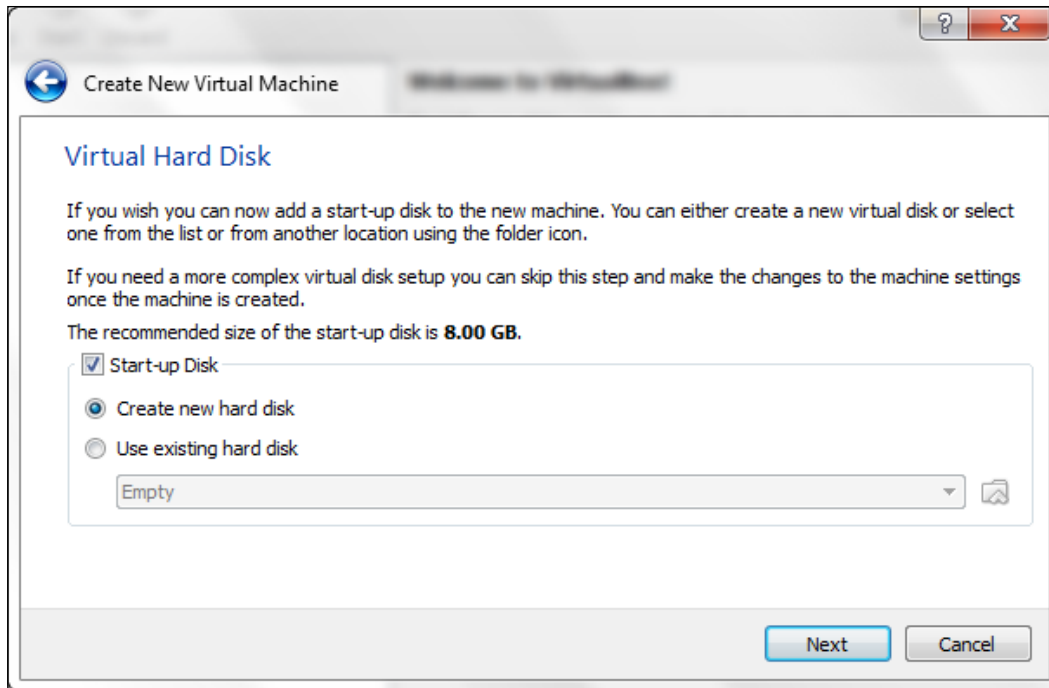 Create New Virtual Machine
Welcome to VirtualBox!
Virtual Hard Disk
If you wish you can now add a start-up disk to the new machine. You can either create a new virtual disk or select
one from the list or from another location using the folder icon.
If you need a more complex virtual disk setup you can skip this step and make the changes to the machine settings
once the machine is created.
The recommended size of the start-up disk is 8.00 GB.
Start-up Disk
Create new hard disk
Use existing hard disk
Empty
Next
Cancel